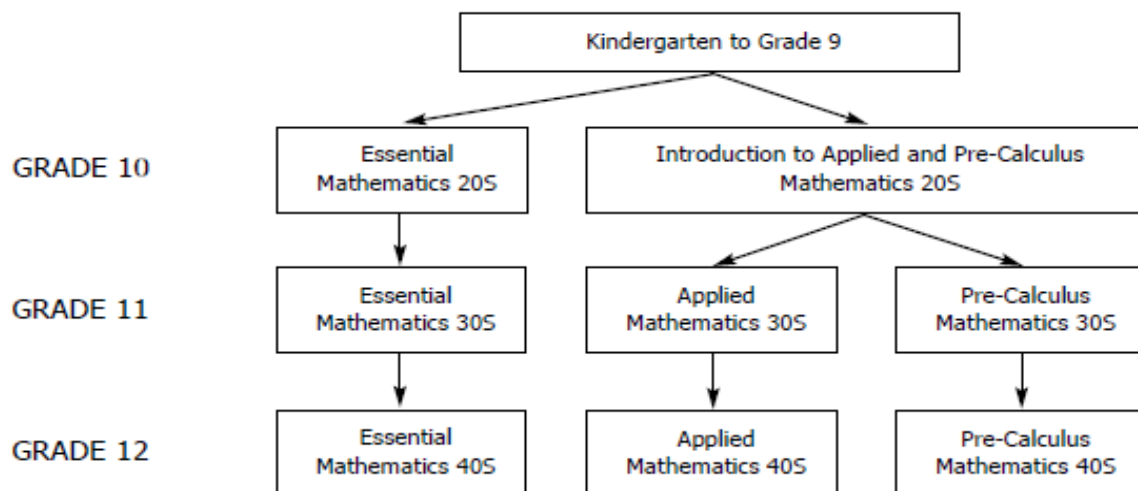 Kindergarten to Grade 9
GRADE 10
Essential
Mathematics 20S
Introduction to Applied and Pre-Calculus
Mathematics 20S
GRADE 11
Essential
Mathematics 30S
Applied
Mathematics 30S
Pre-Calculus
Mathematics 30S
GRADE 12
Essential
Mathematics 40S
Applied
Mathematics 40S
Pre-Calculus
Mathematics 40S